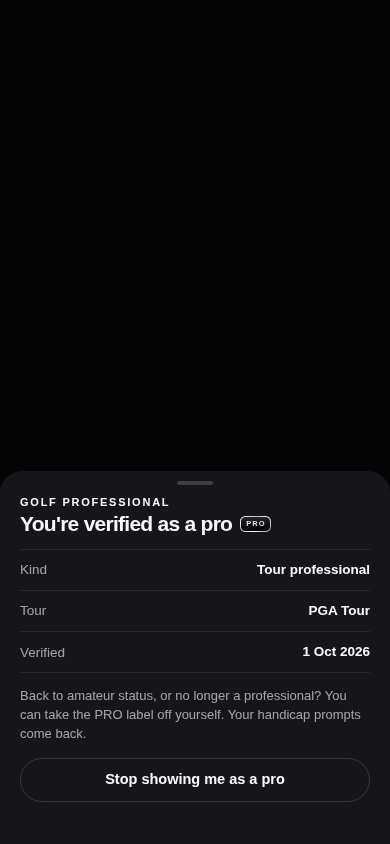 GOLF PROFESSIONAL
You're verified as a pro PRO
Kind Tour professional
Tour PGA Tour
Verified 1 Oct 2026
Back to amateur status, or no longer a professional? You
can take the PRO label off yourself. Your handicap prompts
come back.
Stop showing me as a pro